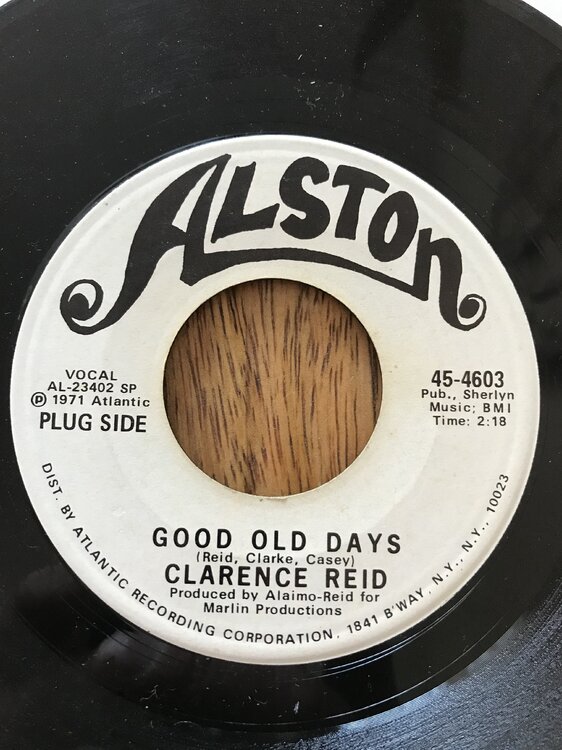 ALSTON
VOCAL
AL-23402 SP
℗ 1971 Atlantic
PLUG SIDE
45-4603
Pub., Sherlyn
Music; BMI
Time: 2:18
GOOD OLD DAYS
(Reid, Clarke, Casey)
CLARENCE REID
Produced by Alaimo-Reid for
Marlin Productions
DIST. BY ATLANTIC RECORDING CORPORATION, 1841 B'WAY, N.Y., N.Y., 10023